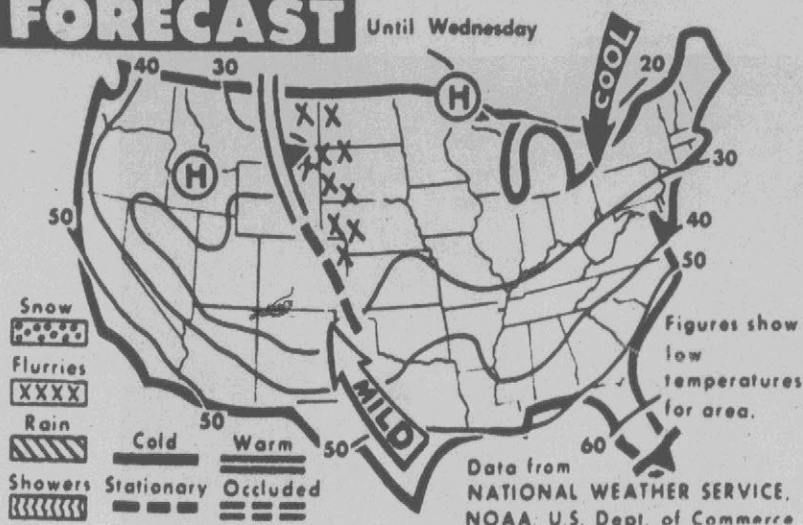 FORECAST
Until Wednesday
40
30
H
COOL
20
H
30
50
40
50
Snow
Flurries
XXXX
Rain
Showers
Cold
Warm
Stationary
Occluded
50
50
MILD
60
Figures show
low
temperatures
for area.
Data from
NATIONAL WEATHER SERVICE,
NOAA, U.S. Dept. of Commerce